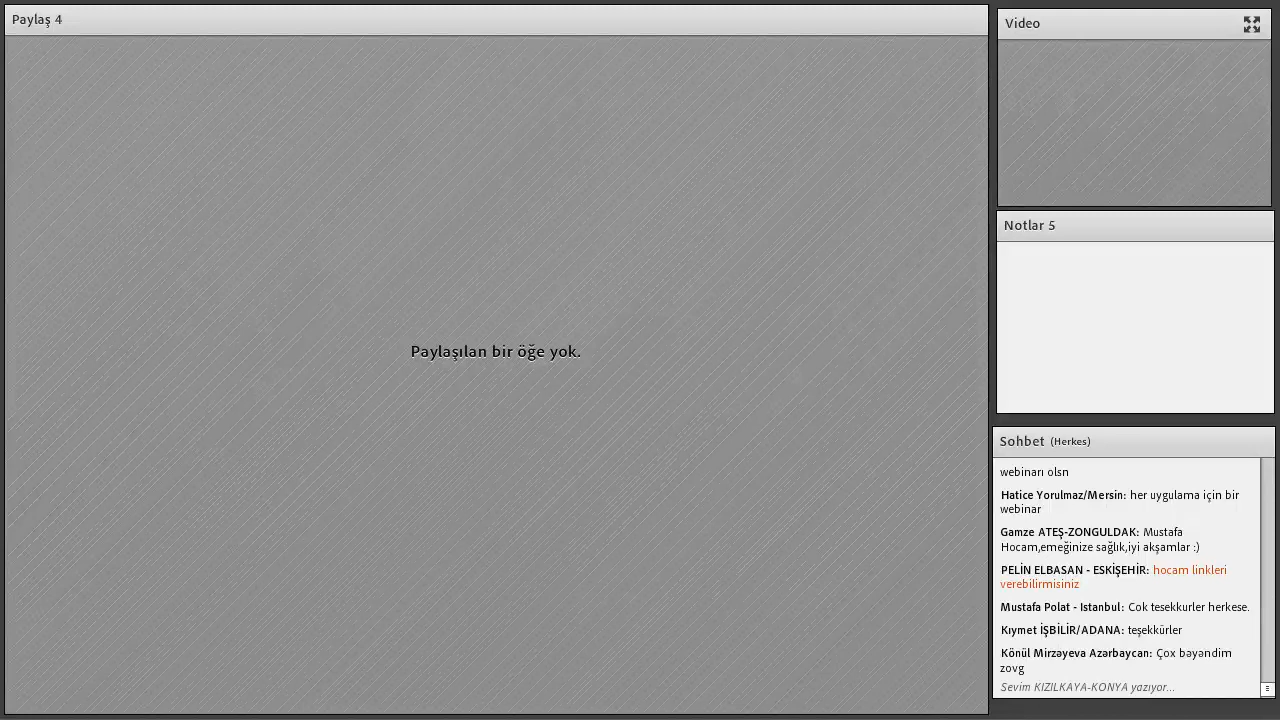 Paylaş 4
Paylaşılan bir öğe yok.
Video
Notlar 5
Sohbet (Herkes)
webinarı olsn
Hatice Yorulmaz/Mersin: her uygulama için bir
webinar
Gamze ATEŞ-ZONGULDAK: Mustafa
Hocam,emeğinize sağlık,iyi akşamlar :)
PELİN ELBASAN - ESKİŞEHİR: hocam linkleri
verebilirmisiniz
Mustafa Polat - Istanbul: Cok tesekkurler herkese.
Kıymet İŞBİLİR/ADANA: teşekkürler
Könül Mirzəyeva Azərbaycan: Çox bəyəndim
zovg
Sevim KIZILKAYA-KONYA yazıyor...